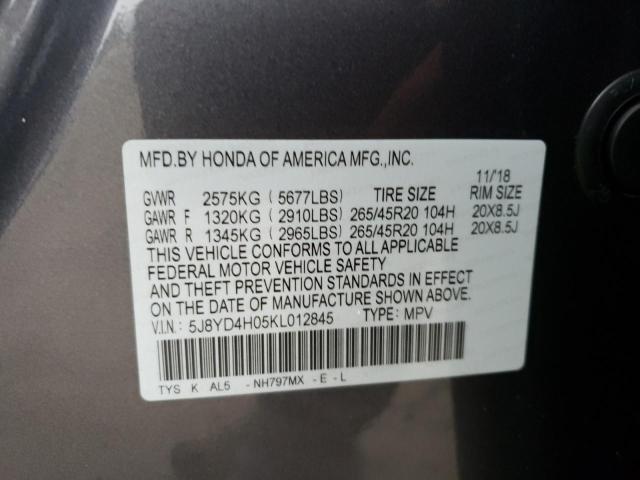 MFD.BY HONDA OF AMERICA MFG.,INC.
11/'18
GVWR 2575KG ( 5677LBS) TIRE SIZE RIM SIZE
GAWR F 1320KG ( 2910LBS) 265/45R20 104H 20X8.5J
GAWR R 1345KG ( 2965LBS) 265/45R20 104H 20X8.5J
THIS VEHICLE CONFORMS TO ALL APPLICABLE
FEDERAL MOTOR VEHICLE SAFETY
AND THEFT PREVENTION STANDARDS IN EFFECT
ON THE DATE OF MANUFACTURE SHOWN ABOVE.
V.I.N.: 5J8YD4H05KL012845 TYPE: MPV
TYS K AL5 - NH797MX - E - L